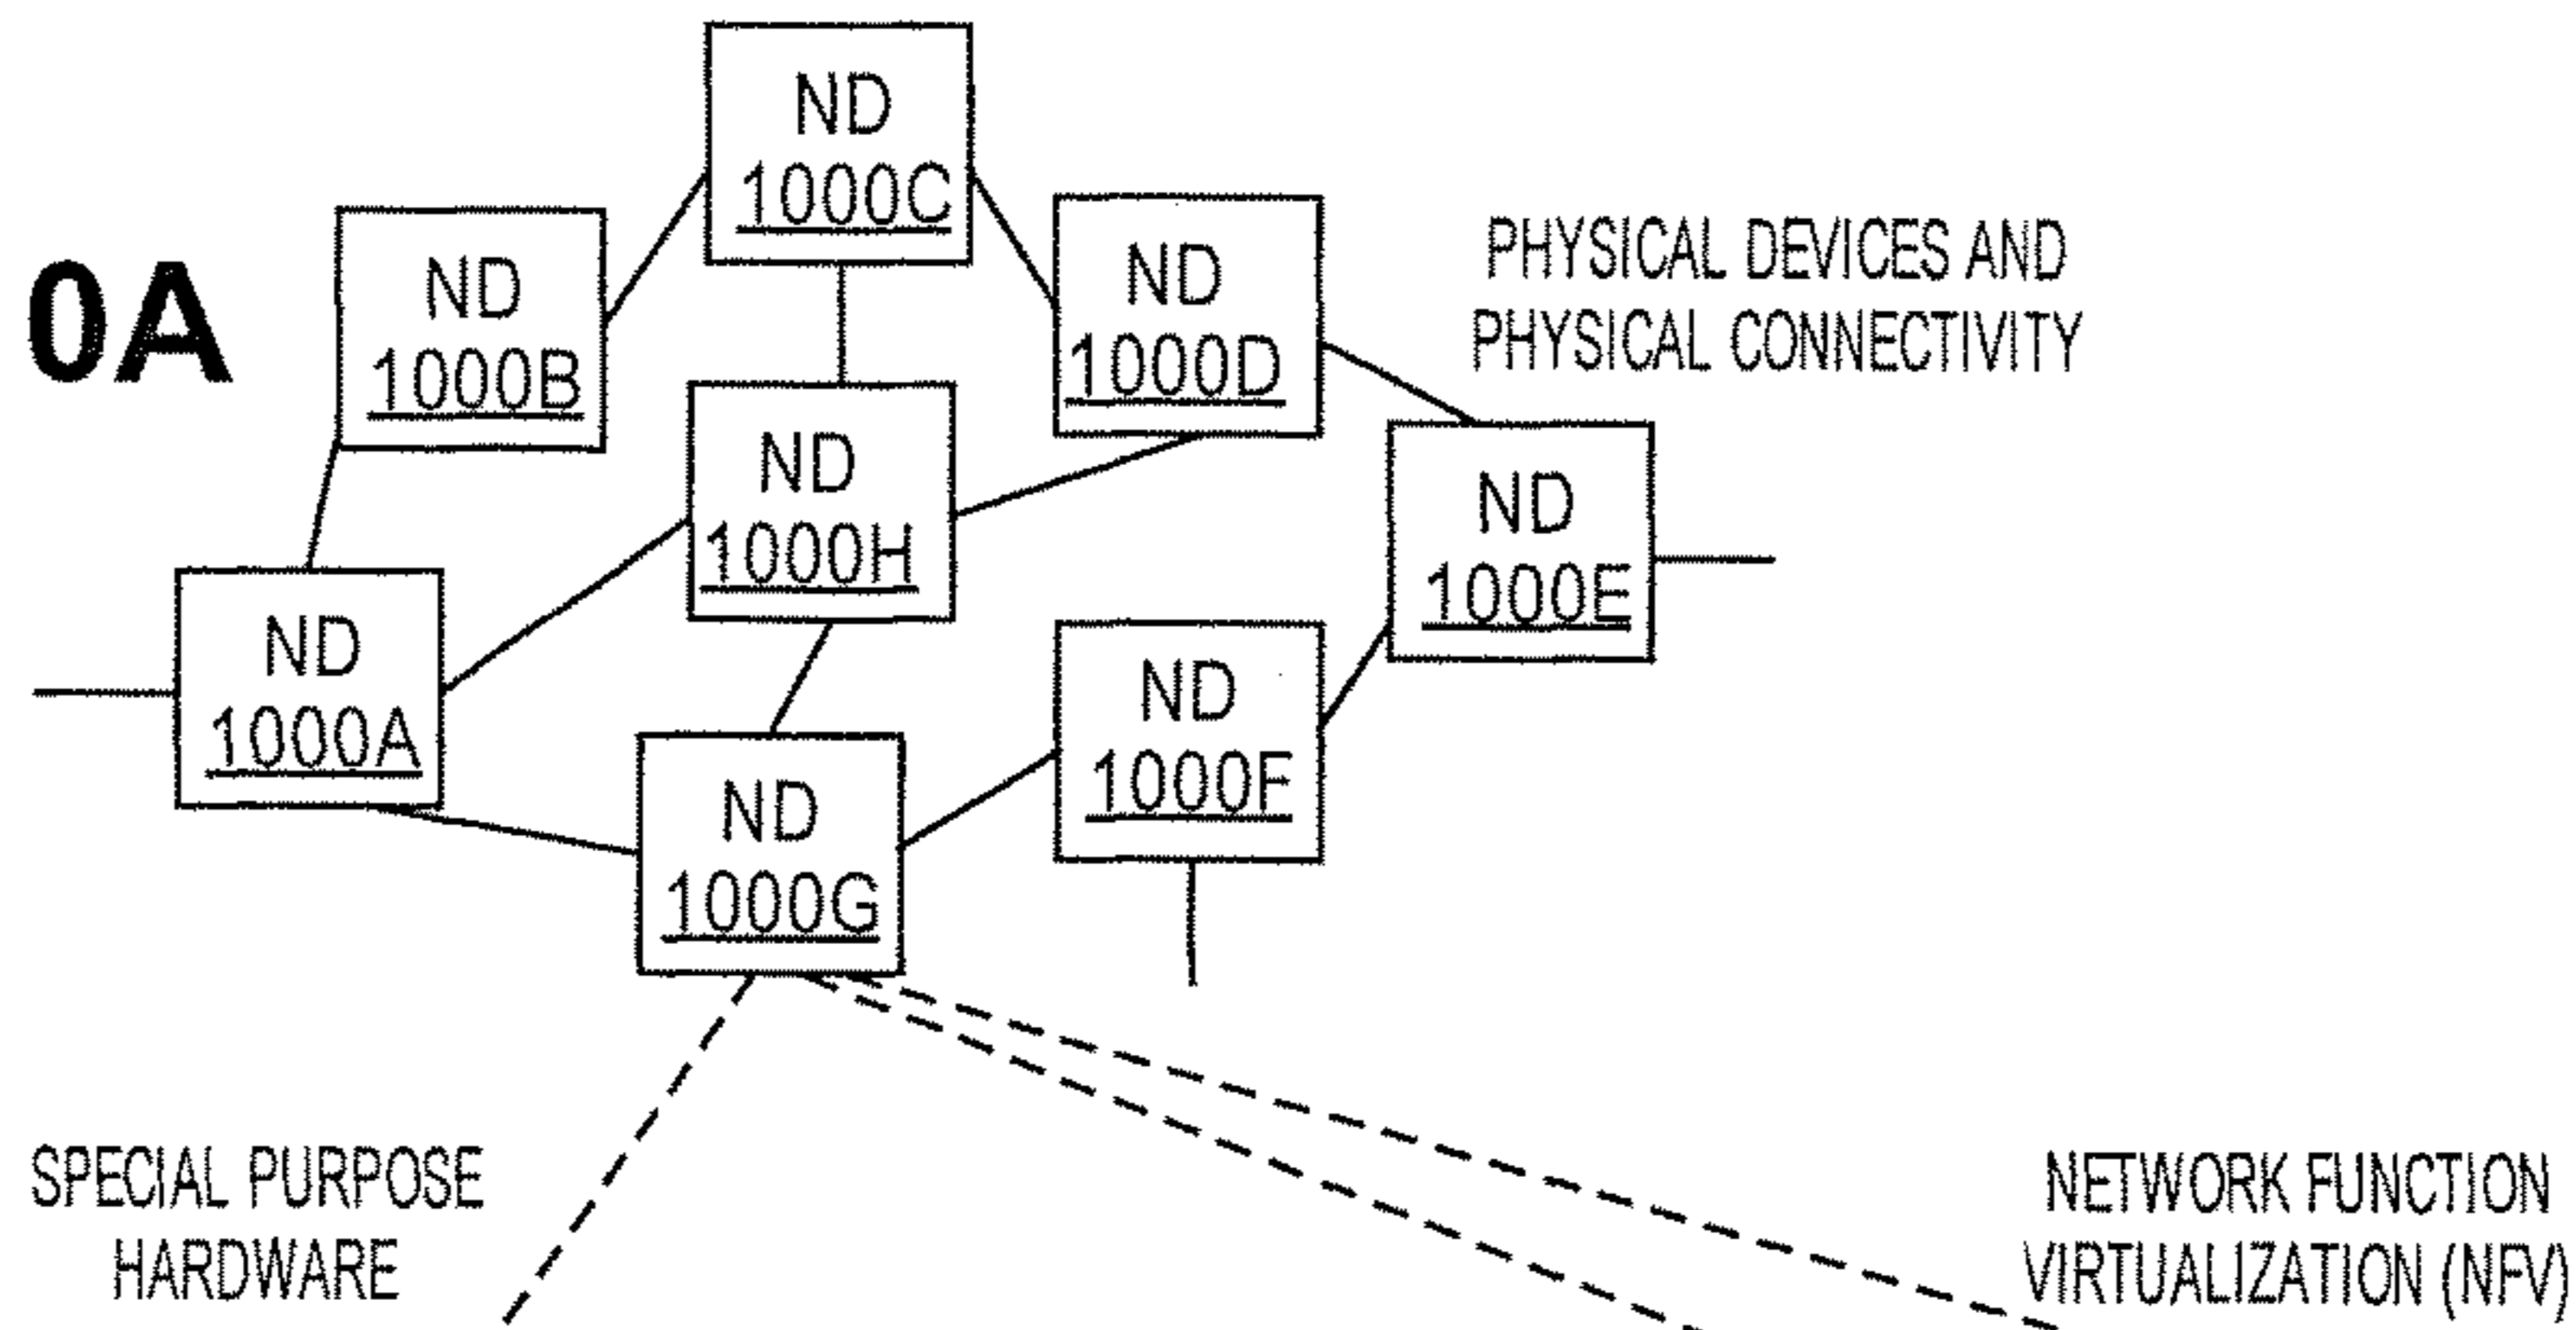 ND
1000C
ND
1000B
0A
ND
1000D
PHYSICAL DEVICES AND
PHYSICAL CONNECTIVITY
ND
1000H
ND
1000E
ND
1000A
ND
1000F
ND
1000G
SPECIAL PURPOSE
HARDWARE
NETWORK FUNCTION
VIRTUALIZATION (NFV)